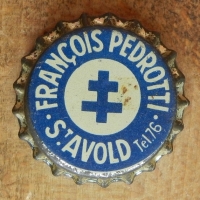 FRANÇOIS PEDROTTI
· ST AVOLD Tel.76 ·